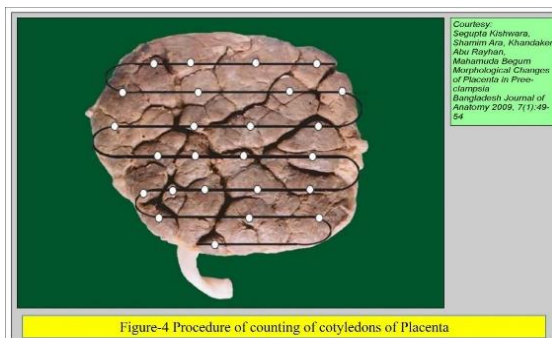 Courtesy:
Segupta Kishwara,
Shamim Ara, Khandaker
Abu Rayhan,
Mahamuda Begum
Morphological Changes
of Placenta in Pree-
clampsia
Bangladesh Journal of
Anatomy 2009, 7(1):49-
54
Figure-4 Procedure of counting of cotyledons of Placenta